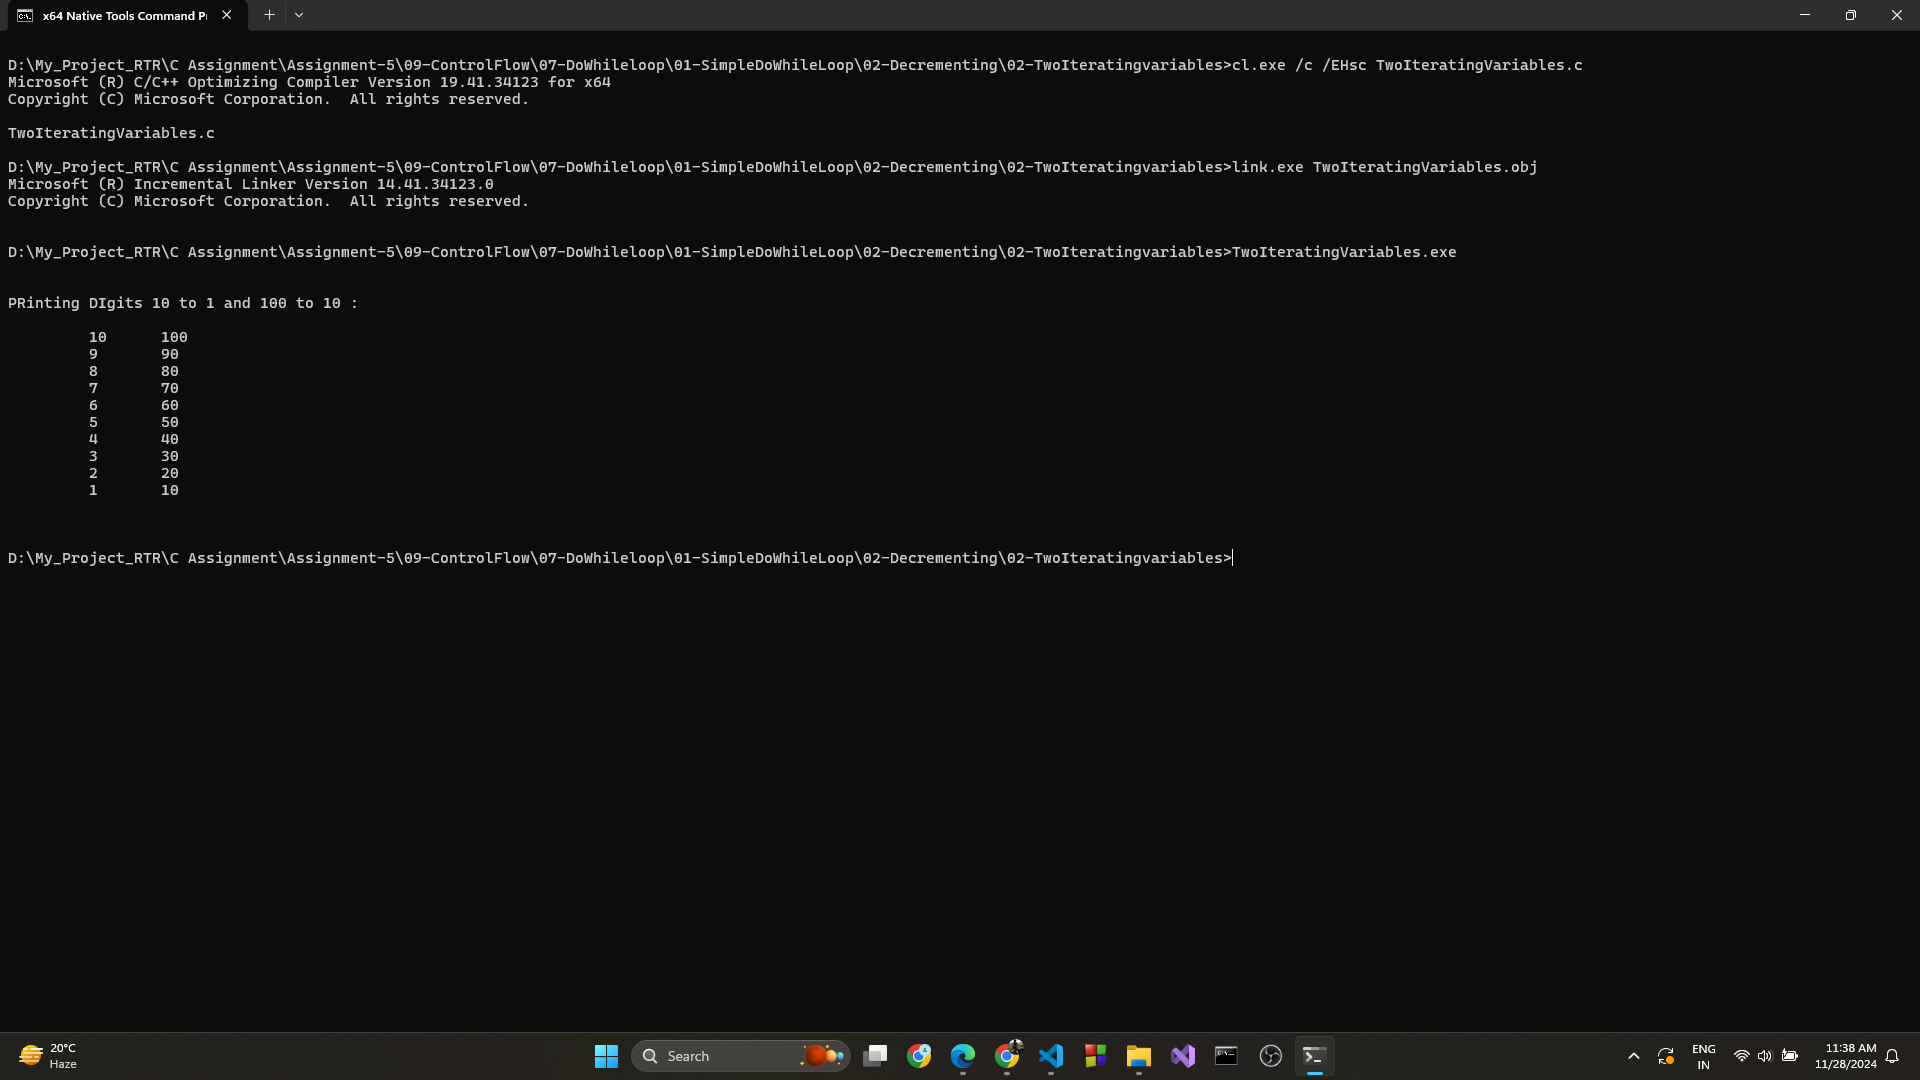 x64 Native Tools Command P
D:\My_Project_RTR\C Assignment\Assignment-5\09-ControlFlow\07-DoWhileloop\01-SimpleDoWhileLoop\02-Decrementing\02-TwoIteratingvariables>cl.exe /c /EHsc TwoIteratingVariables.c
Microsoft (R) C/C++ Optimizing Compiler Version 19.41.34123 for x64
Copyright (C) Microsoft Corporation.  All rights reserved.
TwoIteratingVariables.c
D:\My_Project_RTR\C Assignment\Assignment-5\09-ControlFlow\07-DoWhileloop\01-SimpleDoWhileLoop\02-Decrementing\02-TwoIteratingvariables>link.exe TwoIteratingVariables.obj
Microsoft (R) Incremental Linker Version 14.41.34123.0
Copyright (C) Microsoft Corporation.  All rights reserved.
D:\My_Project_RTR\C Assignment\Assignment-5\09-ControlFlow\07-DoWhileloop\01-SimpleDoWhileLoop\02-Decrementing\02-TwoIteratingvariables>TwoIteratingVariables.exe
PRinting DIgits 10 to 1 and 100 to 10 :
10 100
9 90
8 80
7 70
6 60
5 50
4 40
3 30
2 20
1 10
D:\My_Project_RTR\C Assignment\Assignment-5\09-ControlFlow\07-DoWhileloop\01-SimpleDoWhileLoop\02-Decrementing\02-TwoIteratingvariables>
20°C
Haze
Search
ENG
IN
11:38 AM
11/28/2024